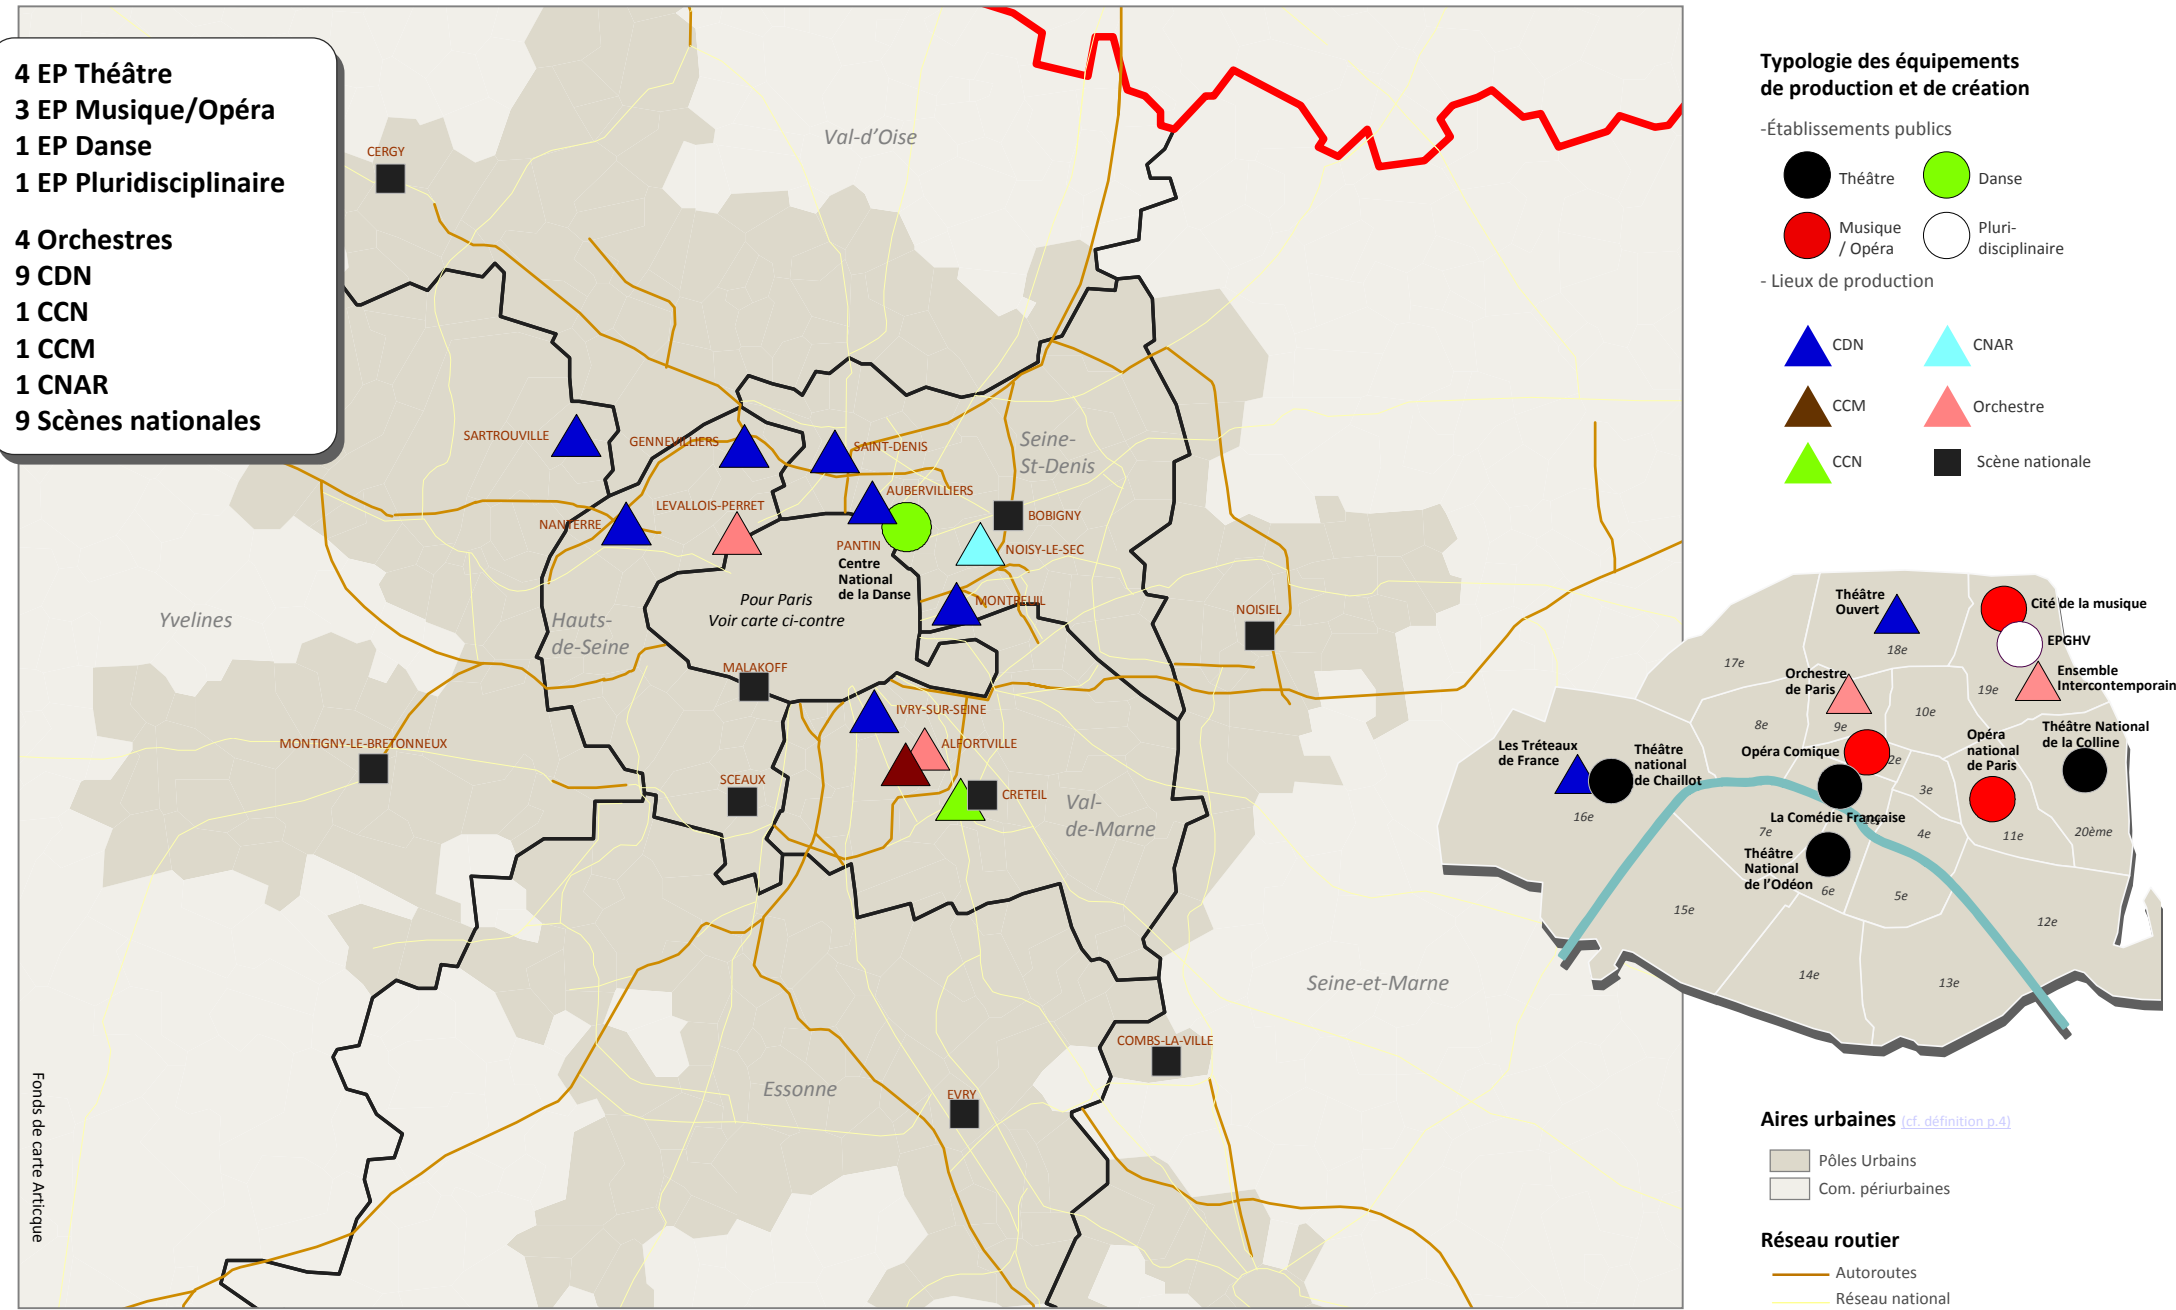 4 EP Théâtre
3 EP Musique/Opéra
1 EP Danse
1 EP Pluridisciplinaire
4 Orchestres
9 CDN
1 CCN
1 CCM
1 CNAR
9 Scènes nationales
CERGY
Val-d’Oise
SARTROUVILLE
GENNEVILLIERS
SAINT-DENIS
Seine-
St-Denis
AUBERVILLIERS
LEVALLOIS-PERRET
NANTERRE
BOBIGNY
PANTIN
Centre
National
de la Danse
NOISY-LE-SEC
MONTREUIL
Pour Paris
Voir carte ci-contre
NOISIEL
Yvelines
Hauts-
de-Seine
MALAKOFF
IVRY-SUR-SEINE
ALFORTVILLE
MONTIGNY-LE-BRETONNEUX
SCEAUX
CRETEIL
Val-
de-Marne
Seine-et-Marne
COMBS-LA-VILLE
Essonne
EVRY
Fonds de carte Articque
Typologie des équipements
de production et de création
-Établissements publics
Théâtre
Danse
Musique
/ Opéra
Pluri-
disciplinaire
- Lieux de production
CDN
CNAR
CCM
Orchestre
CCN
Scène nationale
Théâtre
Ouvert
Cité de la musique
EPGHV
18e
17e
Orchestre
de Paris
Ensemble
Intercontemporain
19e
10e
8e
9e
Opéra Comique
2e
Opéra
national
de Paris
Théâtre National
de la Colline
Les Tréteaux
de France
Théâtre
national
de Chaillot
3e
16e
La Comédie Française
7e
4e
11e
20ème
Théâtre
National
de l’Odéon
6e
5e
15e
12e
14e
13e
Aires urbaines (cf. définition p.4)
Pôles Urbains
Com. périurbaines
Réseau routier
Autoroutes
Réseau national